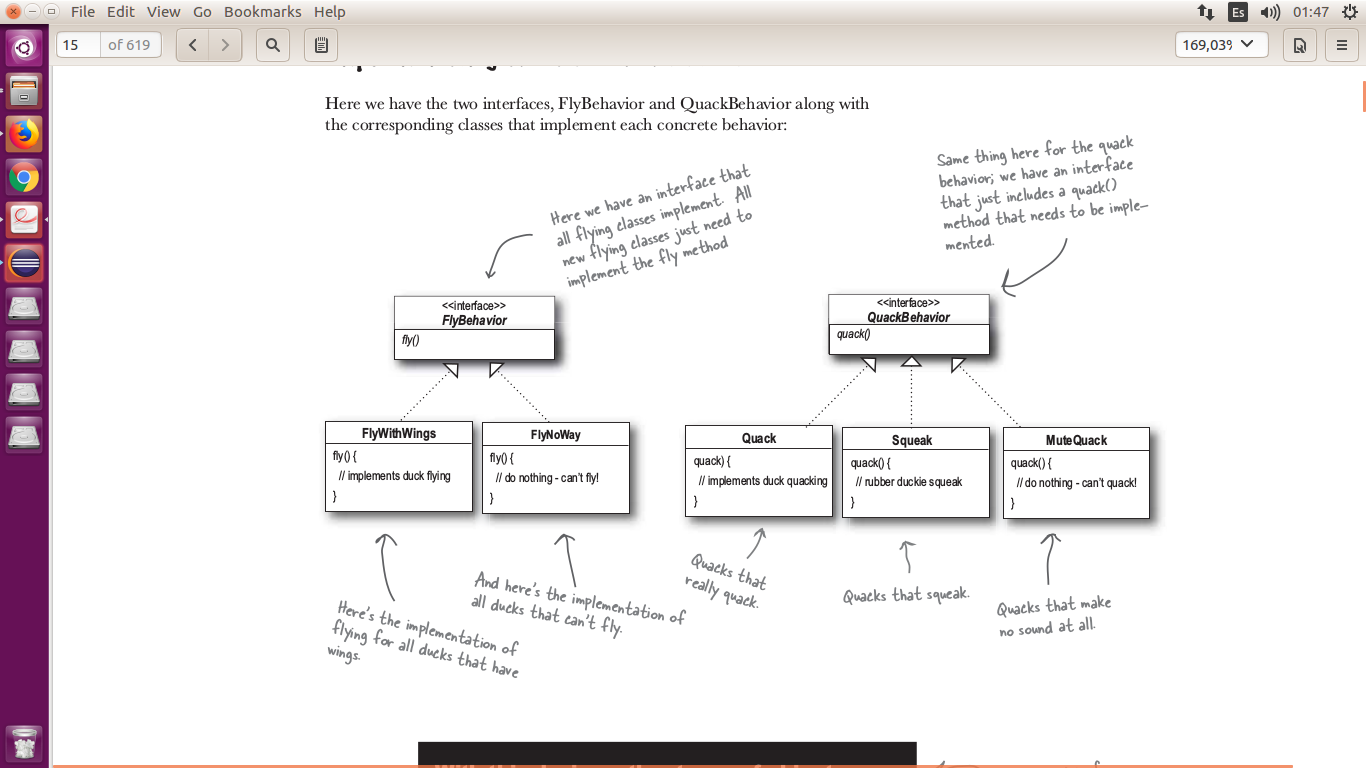 File Edit View Go Bookmarks Help
Es
01:47
15 of 619
169,03%
Here we have the two interfaces, FlyBehavior and QuackBehavior along with
the corresponding classes that implement each concrete behavior:
Here we have an interface that
all flying classes implement. All
new flying classes just need to
implement the fly method
Same thing here for the quack
behavior; we have an interface
that just includes a quack()
method that needs to be imple-
mented.
<<interface>>
FlyBehavior
fly()
<<interface>>
QuackBehavior
quack()
FlyWithWings
fly() {
// implements duck flying
}
FlyNoWay
fly() {
// do nothing - can't fly!
}
Quack
quack) {
// implements duck quacking
}
Squeak
quack() {
// rubber duckie squeak
}
MuteQuack
quack() {
// do nothing - can't quack!
}
Here's the implementation of
flying for all ducks that have
wings.
And here's the implementation of
all ducks that can't fly.
Quacks that
really quack.
Quacks that squeak.
Quacks that make
no sound at all.